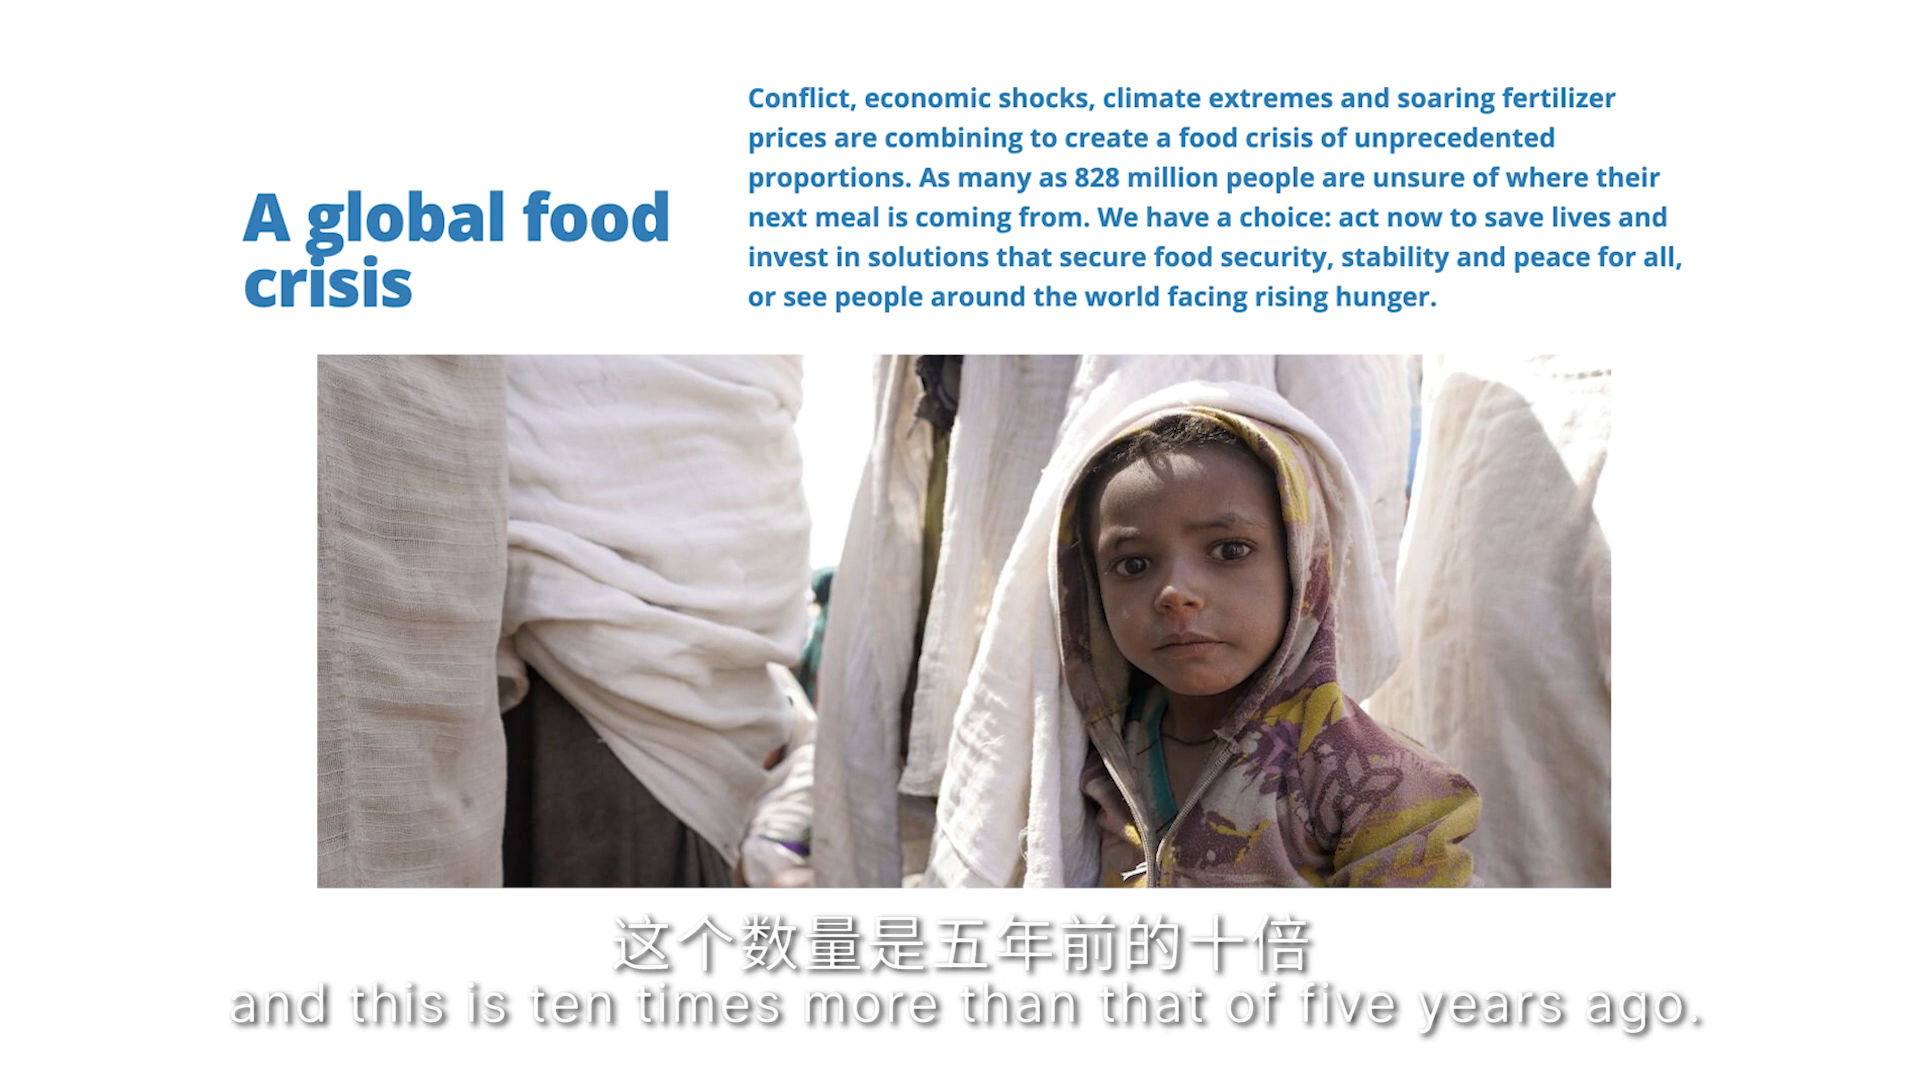 A global food
crisis
Conflict, economic shocks, climate extremes and soaring fertilizer
prices are combining to create a food crisis of unprecedented
proportions. As many as 828 million people are unsure of where their
next meal is coming from. We have a choice: act now to save lives and
invest in solutions that secure food security, stability and peace for all,
or see people around the world facing rising hunger.
这个数量是五年前的十倍
and this is ten times more than that of five years ago.